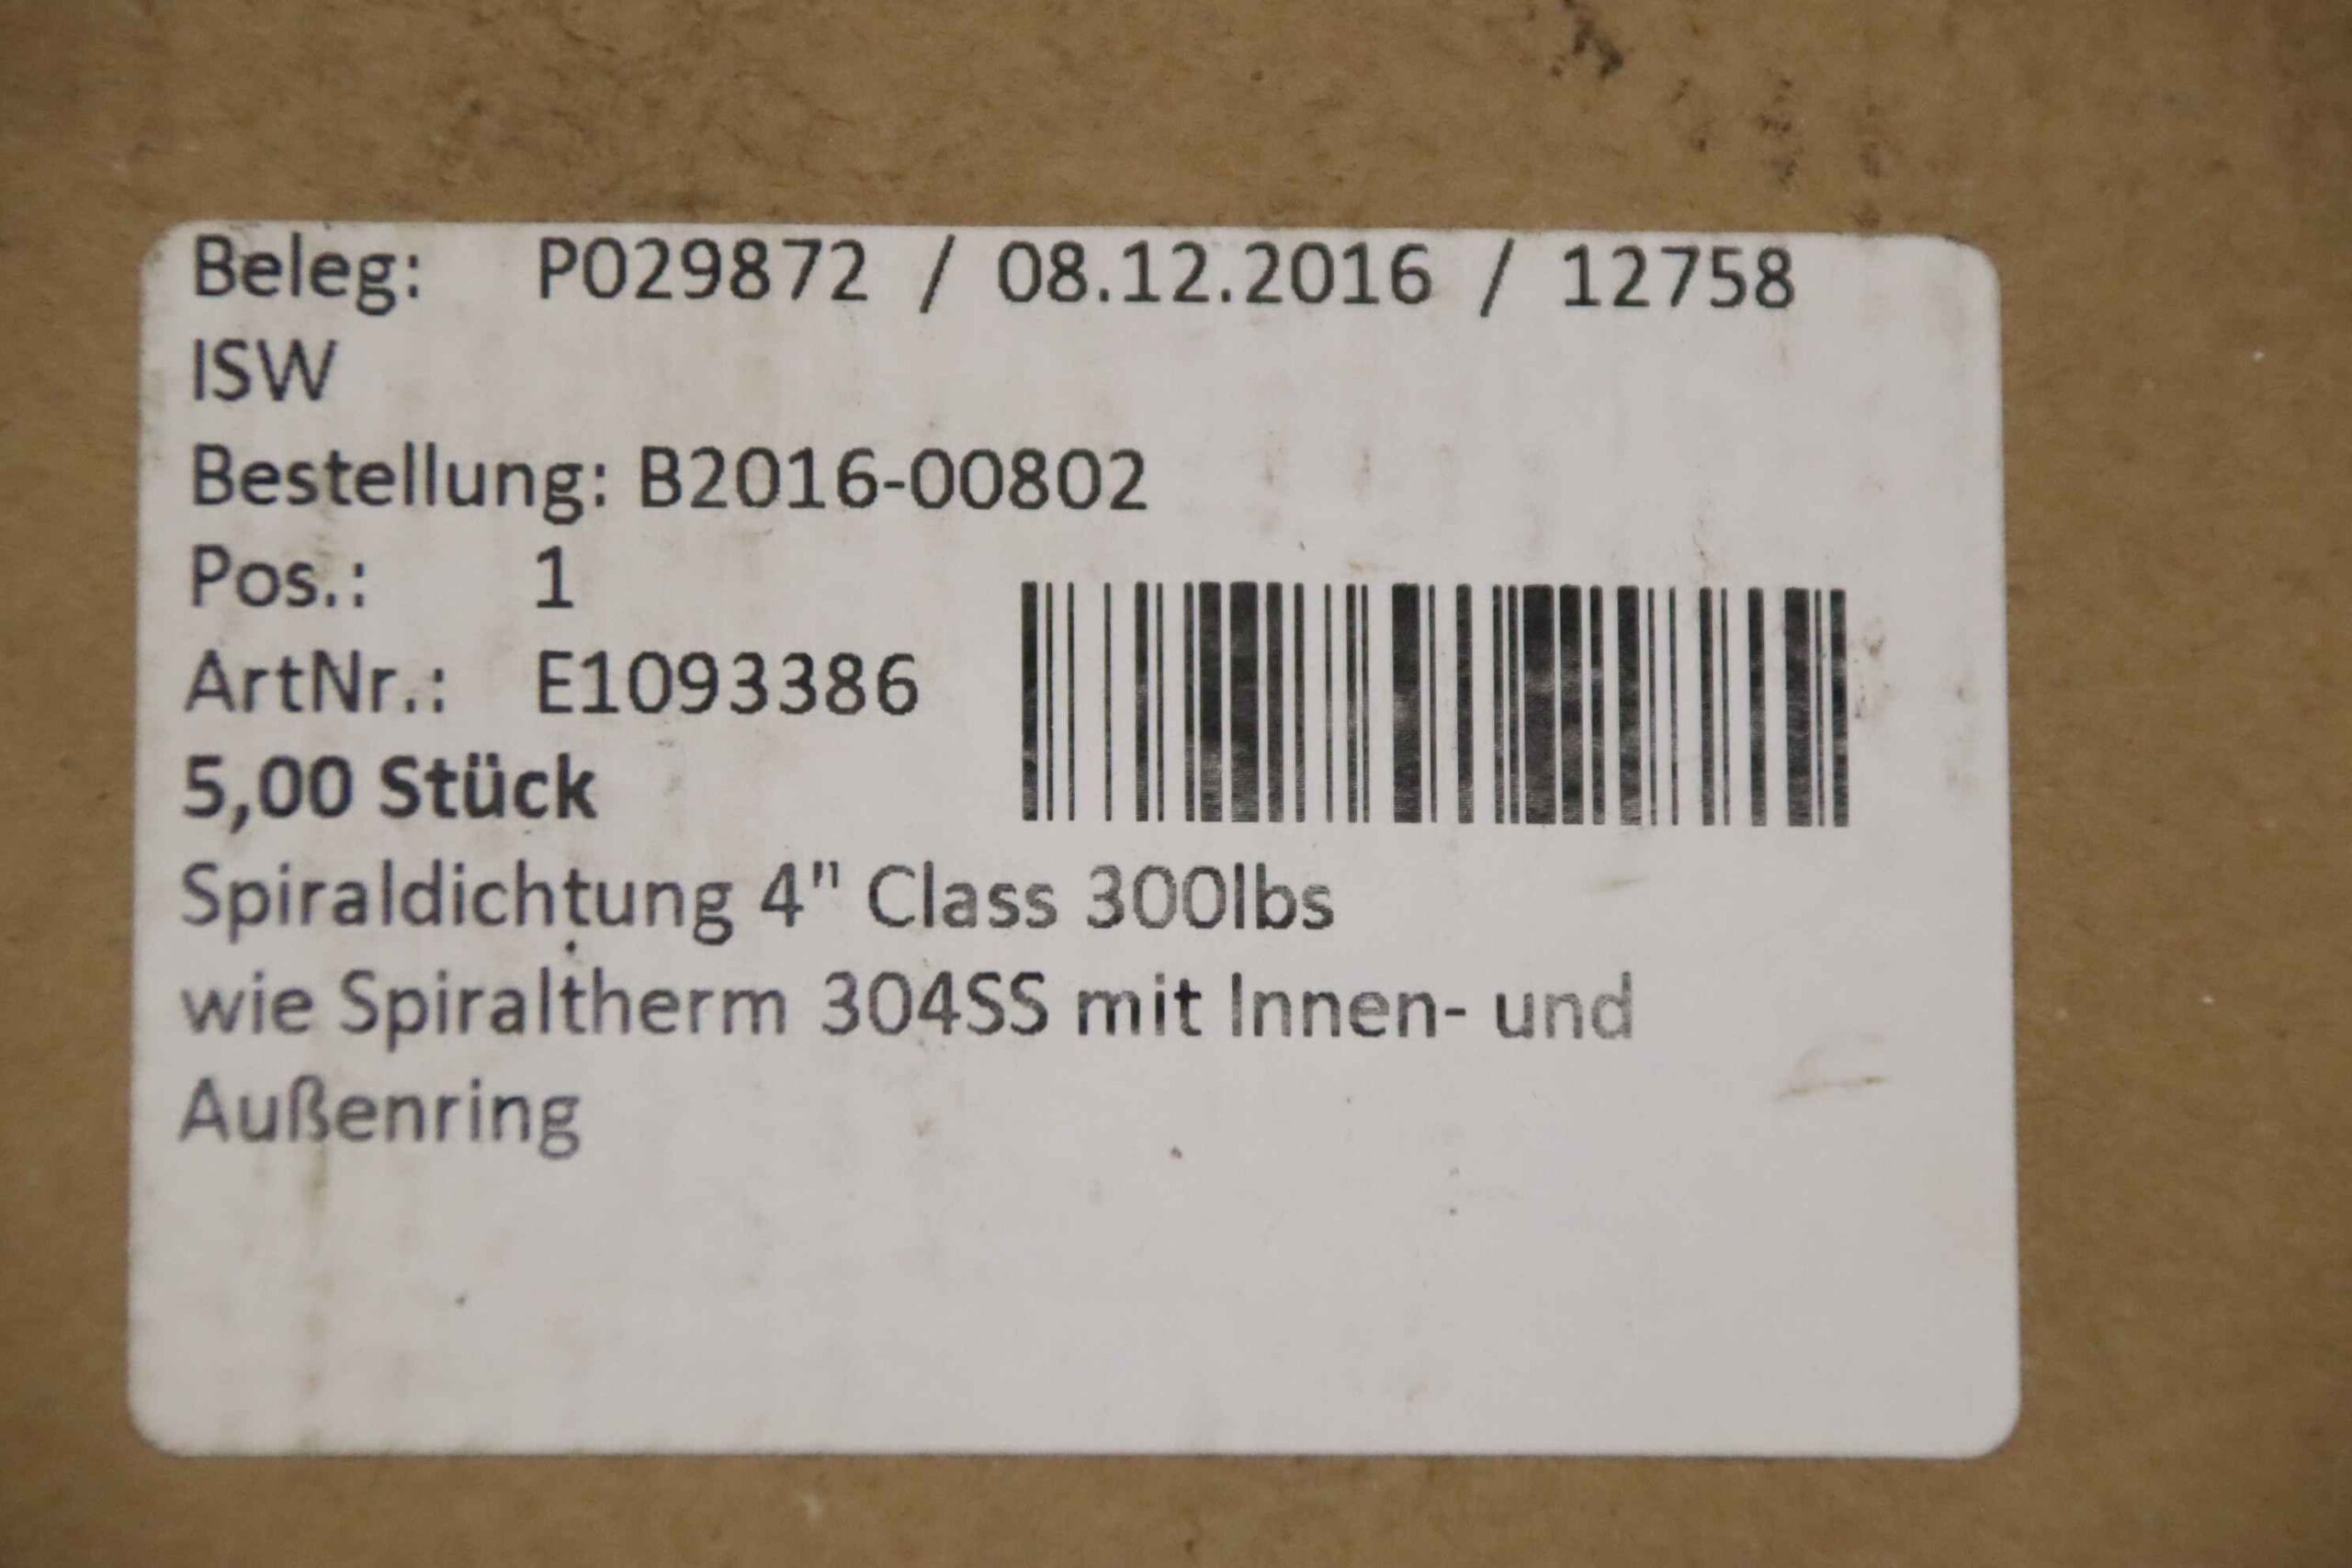 Beleg: P029872 / 08.12.2016 / 12758
ISW
Bestellung: B2016-00802
Pos.: 1
ArtNr.: E1093386
5,00 Stück
Spiraldichtung 4" Class 300lbs
wie Spiraltherm 304SS mit Innen- und
Außenring